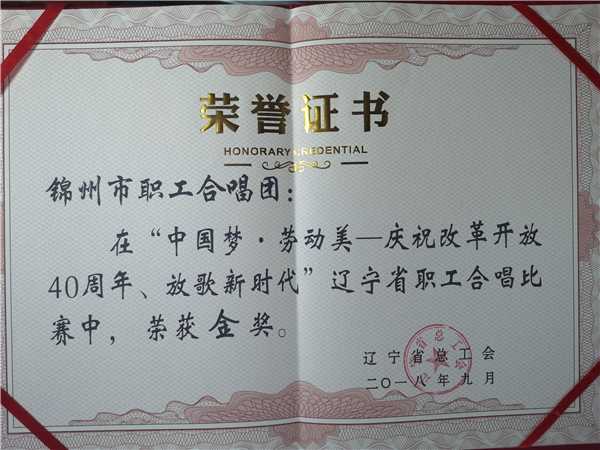 荣誉证书
HONORARY CREDENTIAL
锦州市职工合唱团：
在“中国梦·劳动美—庆祝改革开放
40周年、放歌新时代”辽宁省职工合唱比
赛中，荣获金奖。
辽宁省总工会
二〇一八年九月